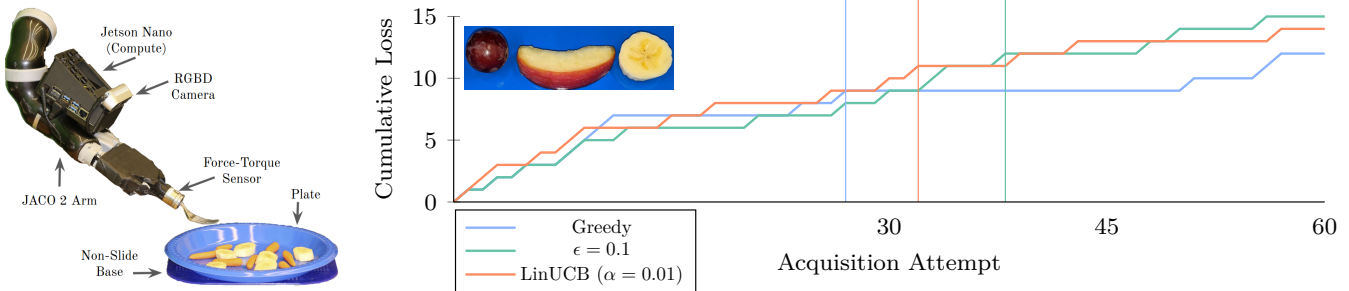 Jetson Nano
(Compute)
RGBD
Camera
Force-Torque
Sensor
JACO 2 Arm
Plate
Non-Slide
Base
Cumulative Loss
15
10
5
0
30
45
60
Acquisition Attempt
Greedy
ϵ = 0.1
LinUCB (α = 0.01)